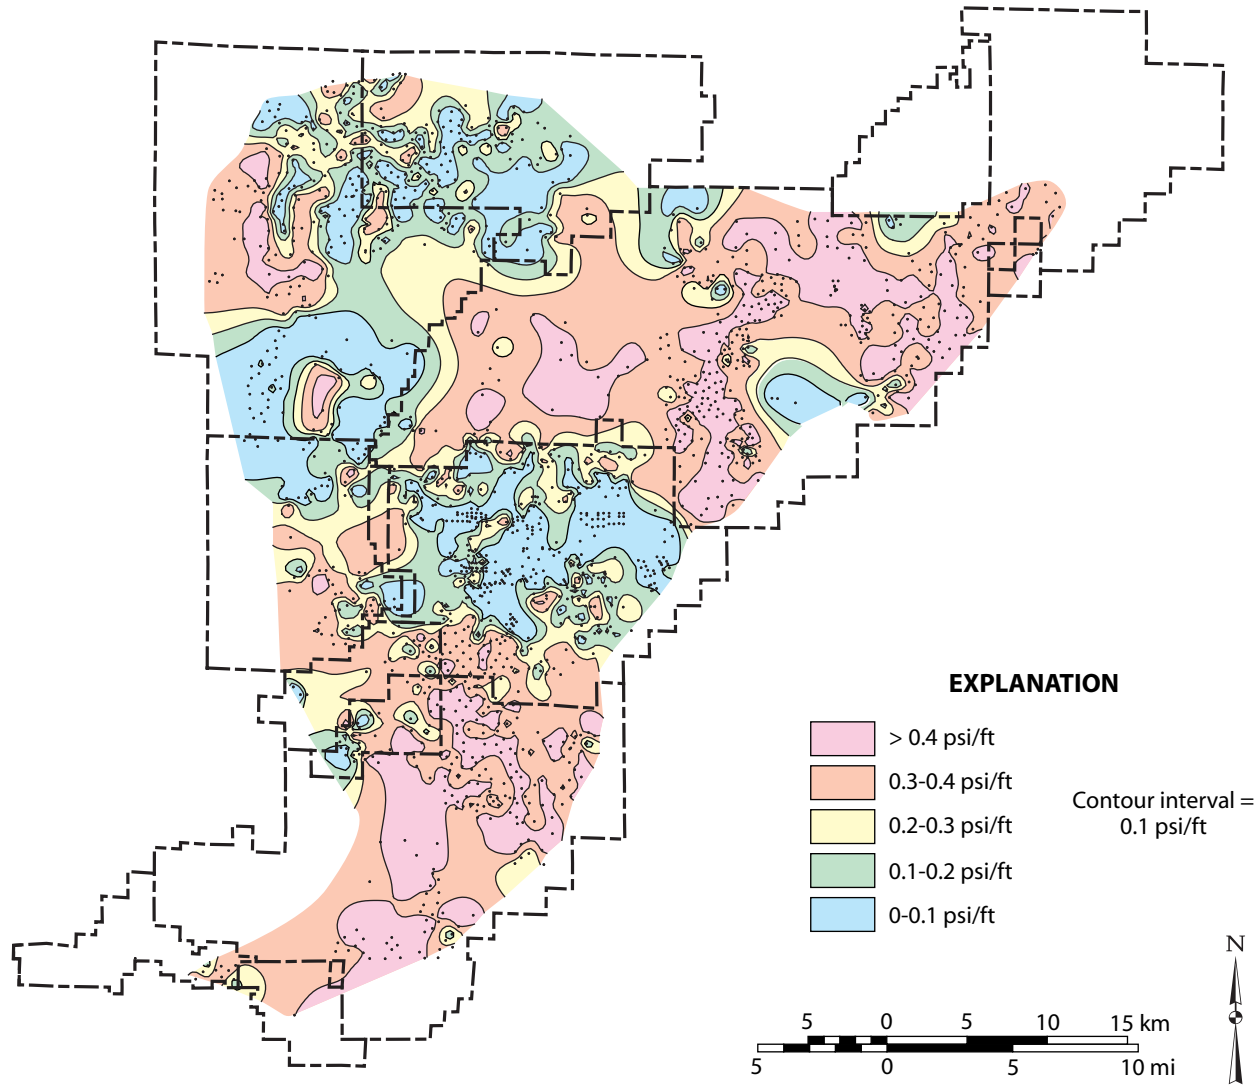 EXPLANATION
> 0.4 psi/ft
0.3-0.4 psi/ft
0.2-0.3 psi/ft
0.1-0.2 psi/ft
0-0.1 psi/ft
Contour interval =
0.1 psi/ft
N
5 0 5 10 15 km
5 0 5 10 mi